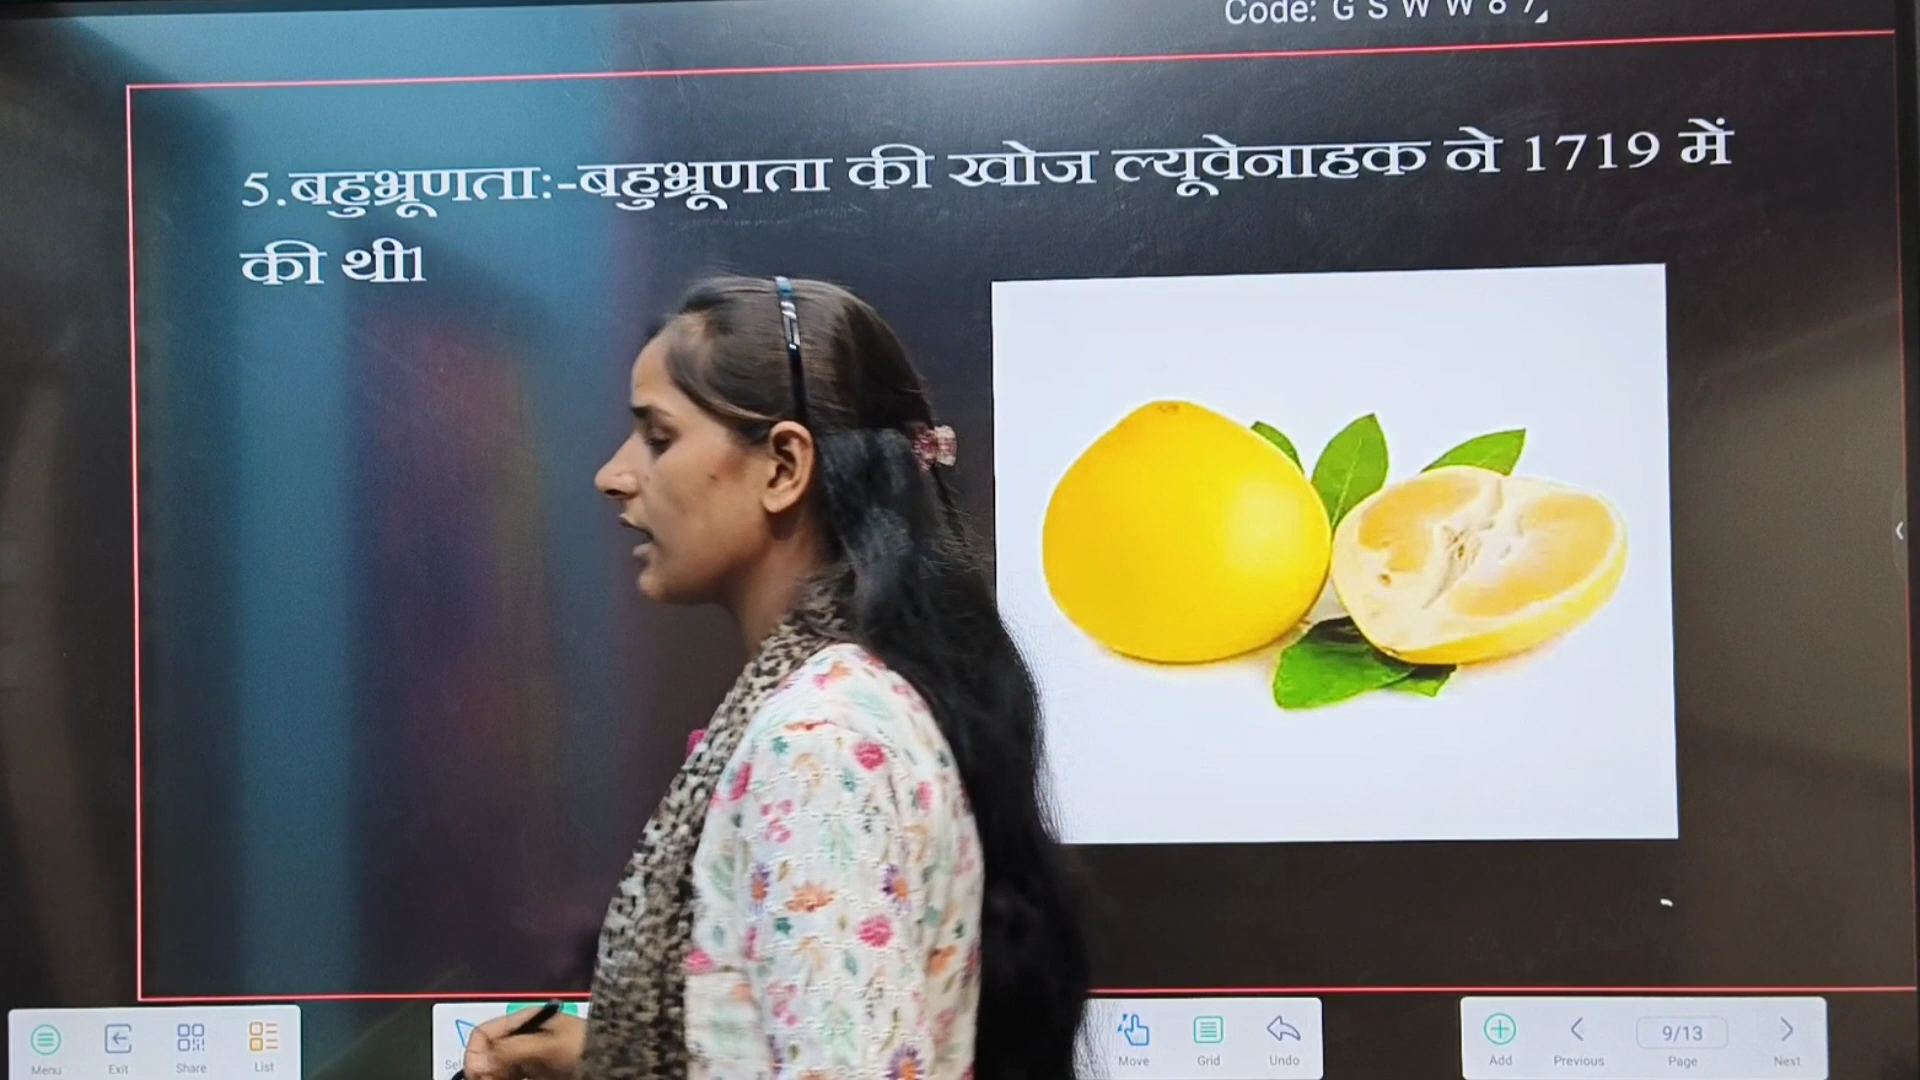 Code: G S W W 8 7
5.बहुभ्रूणता:-बहुभ्रूणता की खोज ल्यूवेनाहक ने 1719 में
की थी।
Menu Exit Share List Move Grid Undo Add Previous 9/13 Page Next